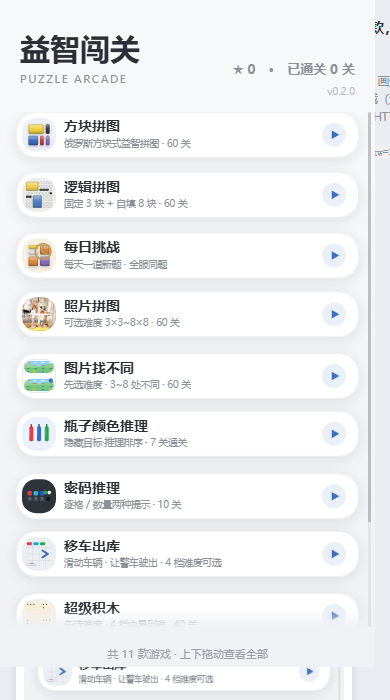 益智闯关
PUZZLE ARCADE
★ 0 • 已通关 0 关
v0.2.0
方块拼图
俄罗斯方块式益智拼图 · 60 关
逻辑拼图
固定 3 块 + 自填 8 块 · 60 关
每日挑战
每天一道新题 · 全服同题
照片拼图
可选难度 3×3~8×8 · 60 关
图片找不同
先选难度 · 3~8 处不同 · 60 关
瓶子颜色推理
隐藏目标·推理排序 · 7 关通关
密码推理
逐格 / 数量两种提示 · 10 关
移车出库
滑动车辆 · 让警车驶出 · 4 档难度可选
超级积木
共 11 款游戏 · 上下拖动查看全部
滑动车辆 · 让警车驶出 · 4 档难度可选